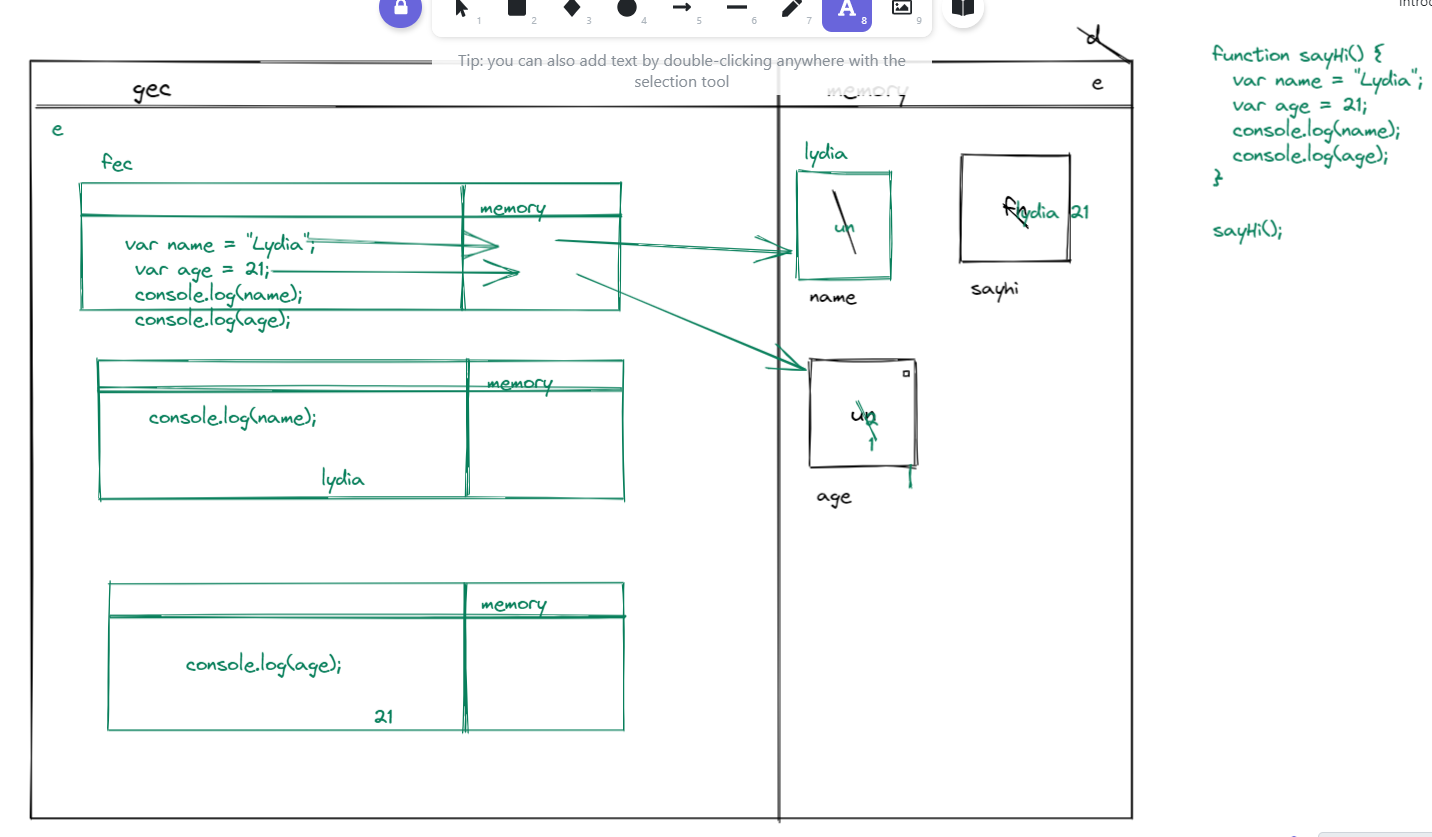 Introd
1
2
3
4
5
7
A
8
9
Tip: you can also add text by double-clicking anywhere with the
selection tool
d
gec
memory
e
e
fec
memory
var name = "Lydia";
var age = 21;
console.log(name);
console.log(age);
memory
console.log(name);
lydia
memory
console.log(age);
21
lydia
un
name
fn
lydia 21
sayhi
un
21
age
function sayHi() {
var name = "Lydia";
var age = 21;
console.log(name);
console.log(age);
}
sayHi();